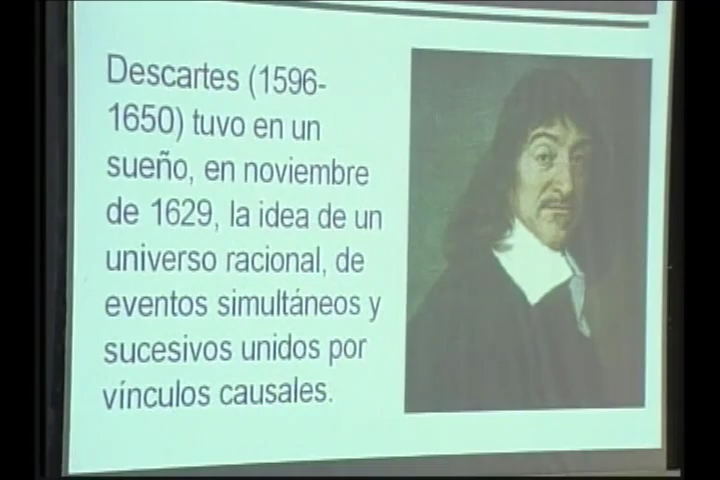 Descartes (1596-
1650) tuvo en un
sueño, en noviembre
de 1629, la idea de un
universo racional, de
eventos simultáneos y
sucesivos unidos por
vínculos causales.